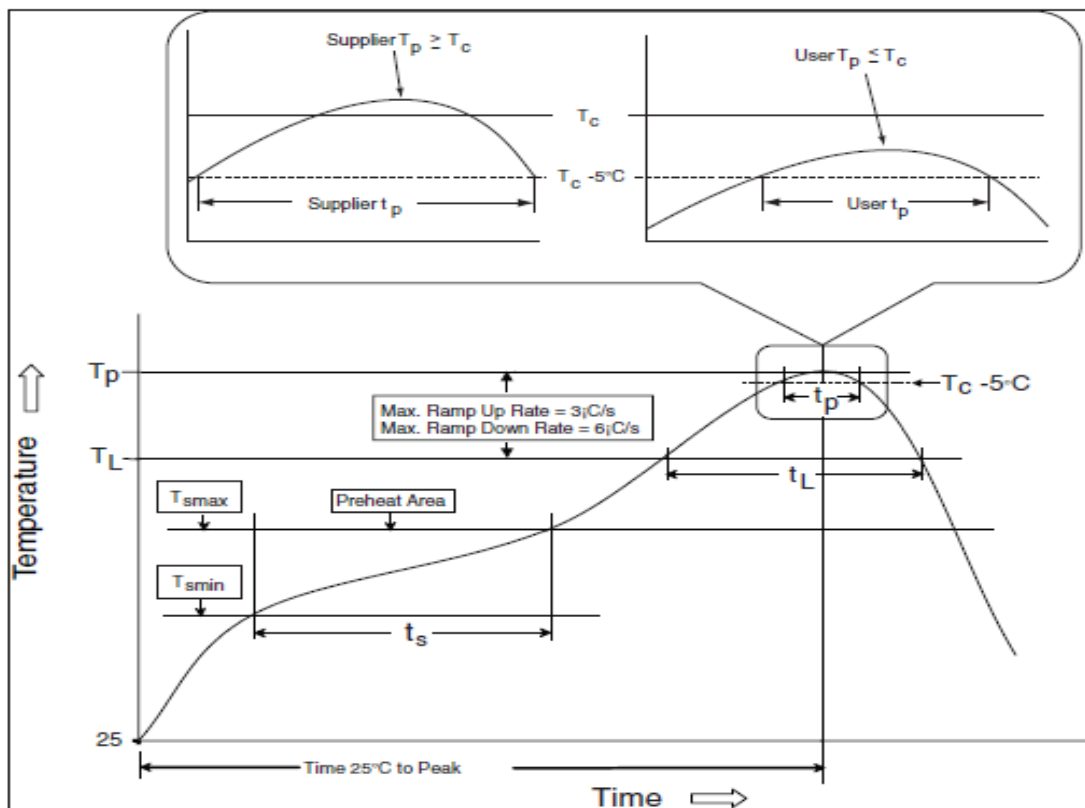 Supplier Tp ≥ Tc
User Tp ≤ Tc
Tc
Tc -5°C
Supplier tp
User tp
Tp
Tc -5°C
tp
Max. Ramp Up Rate = 3¡C/s
Max. Ramp Down Rate = 6¡C/s
TL
tL
Tsmax
Preheat Area
Tsmin
ts
Temperature
25
Time 25°C to Peak
Time